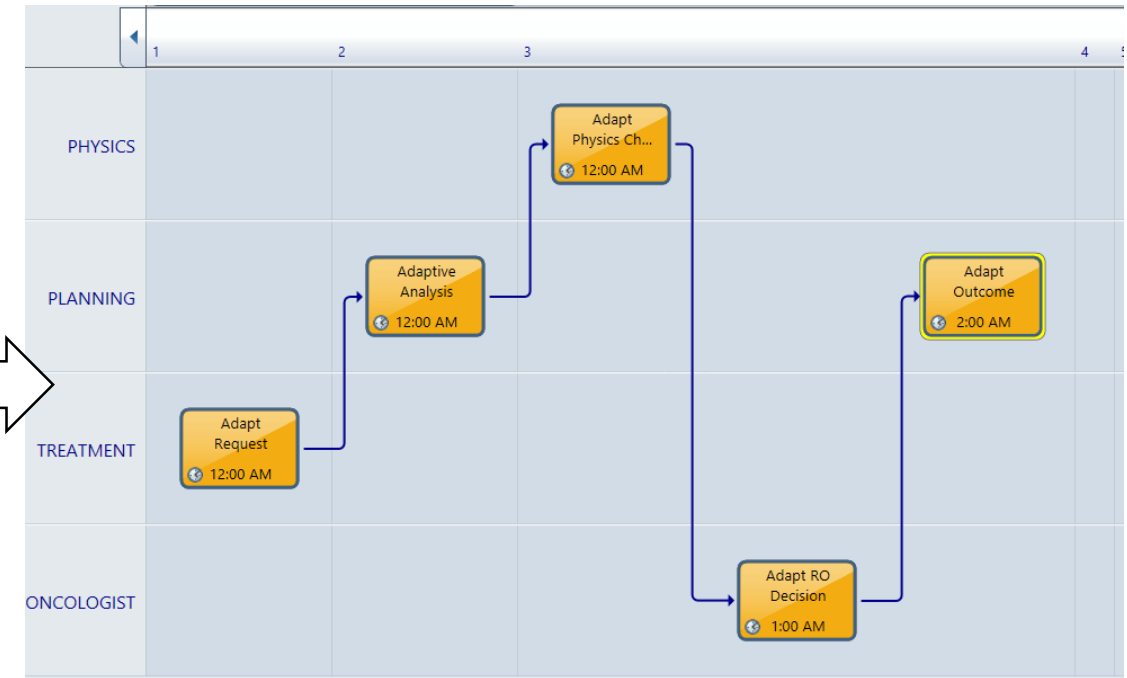 1 2 3 4 5
PHYSICS
Adapt
Physics Ch...
12:00 AM
PLANNING
Adaptive
Analysis
12:00 AM
Adapt
Outcome
2:00 AM
TREATMENT
Adapt
Request
12:00 AM
ONCOLOGIST
Adapt RO
Decision
1:00 AM